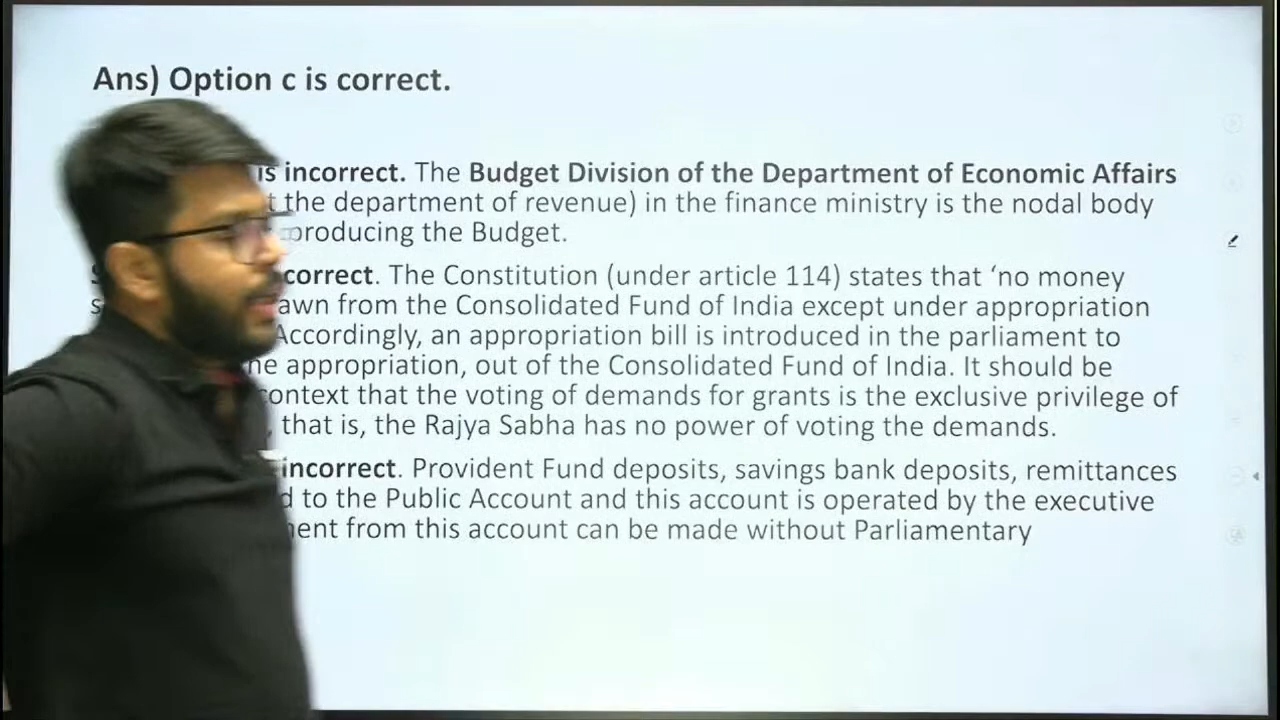 Ans) Option c is correct.
is incorrect. The Budget Division of the Department of Economic Affairs
t the department of revenue) in the finance ministry is the nodal body
producing the Budget.
correct. The Constitution (under article 114) states that ‘no money
s awn from the Consolidated Fund of India except under appropriation
Accordingly, an appropriation bill is introduced in the parliament to
he appropriation, out of the Consolidated Fund of India. It should be
context that the voting of demands for grants is the exclusive privilege of
, that is, the Rajya Sabha has no power of voting the demands.
incorrect. Provident Fund deposits, savings bank deposits, remittances
d to the Public Account and this account is operated by the executive
ent from this account can be made without Parliamentary